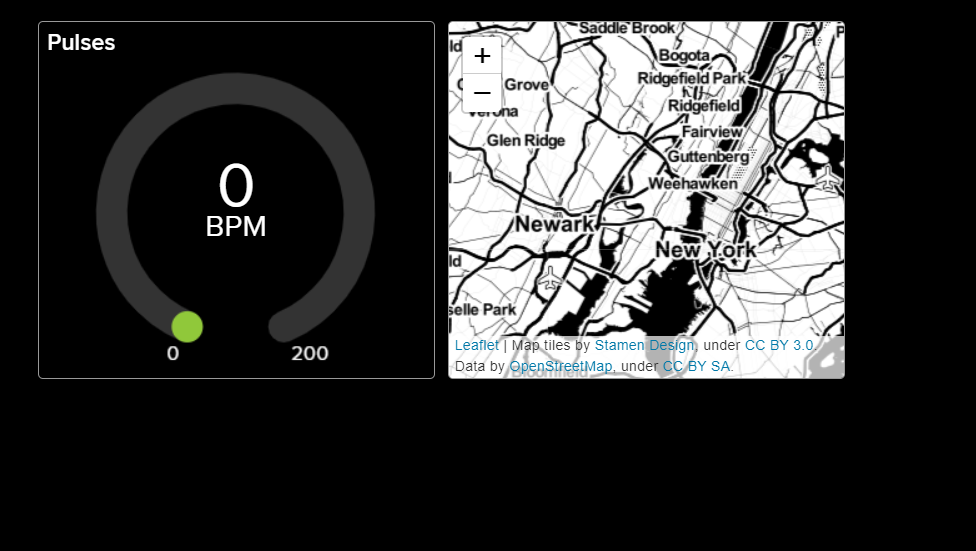 Pulses
0
BPM
0
200
+
−
Saddle Brook
Bogota
Grove
Ridgefield Park
Verona
Ridgefield
Glen Ridge
Fairview
Guttenberg
Weehawken
Newark
New York
selle Park
Leaflet | Map tiles by Stamen Design, under CC BY 3.0.
Data by OpenStreetMap, under CC BY SA.
Bloomfield